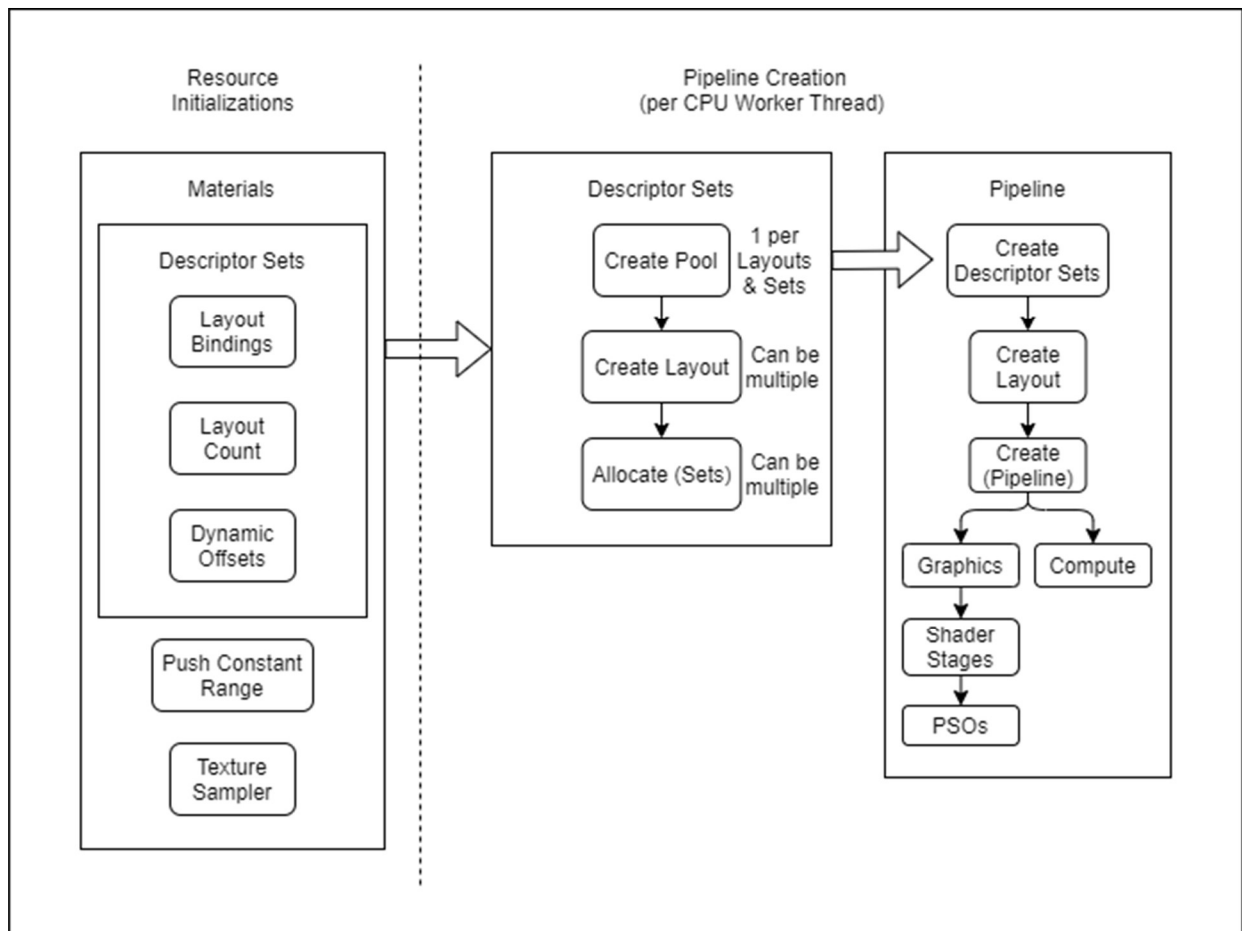 Resource
Initializations
Pipeline Creation
(per CPU Worker Thread)
Materials
Descriptor Sets
Layout
Bindings
Layout
Count
Dynamic
Offsets
Push Constant
Range
Texture
Sampler
Descriptor Sets
Create Pool
1 per
Layouts
& Sets
Create Layout
Can be
multiple
Allocate (Sets)
Can be
multiple
Pipeline
Create
Descriptor Sets
Create
Layout
Create
(Pipeline)
Graphics
Compute
Shader
Stages
PSOs